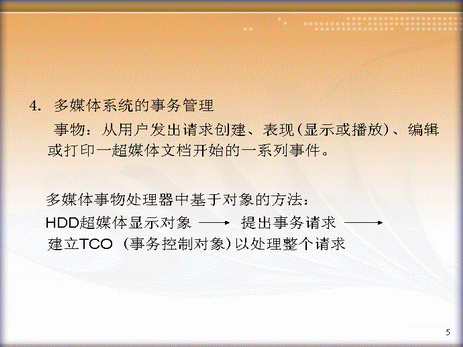 4. 多媒体系统的事务管理
事物：从用户发出请求创建、表现(显示或播放)、编辑
或打印一超媒体文档开始的一系列事件。
多媒体事物处理器中基于对象的方法：
HDD超媒体显示对象 → 提出事务请求 →
建立TCO (事务控制对象)以处理整个请求
5